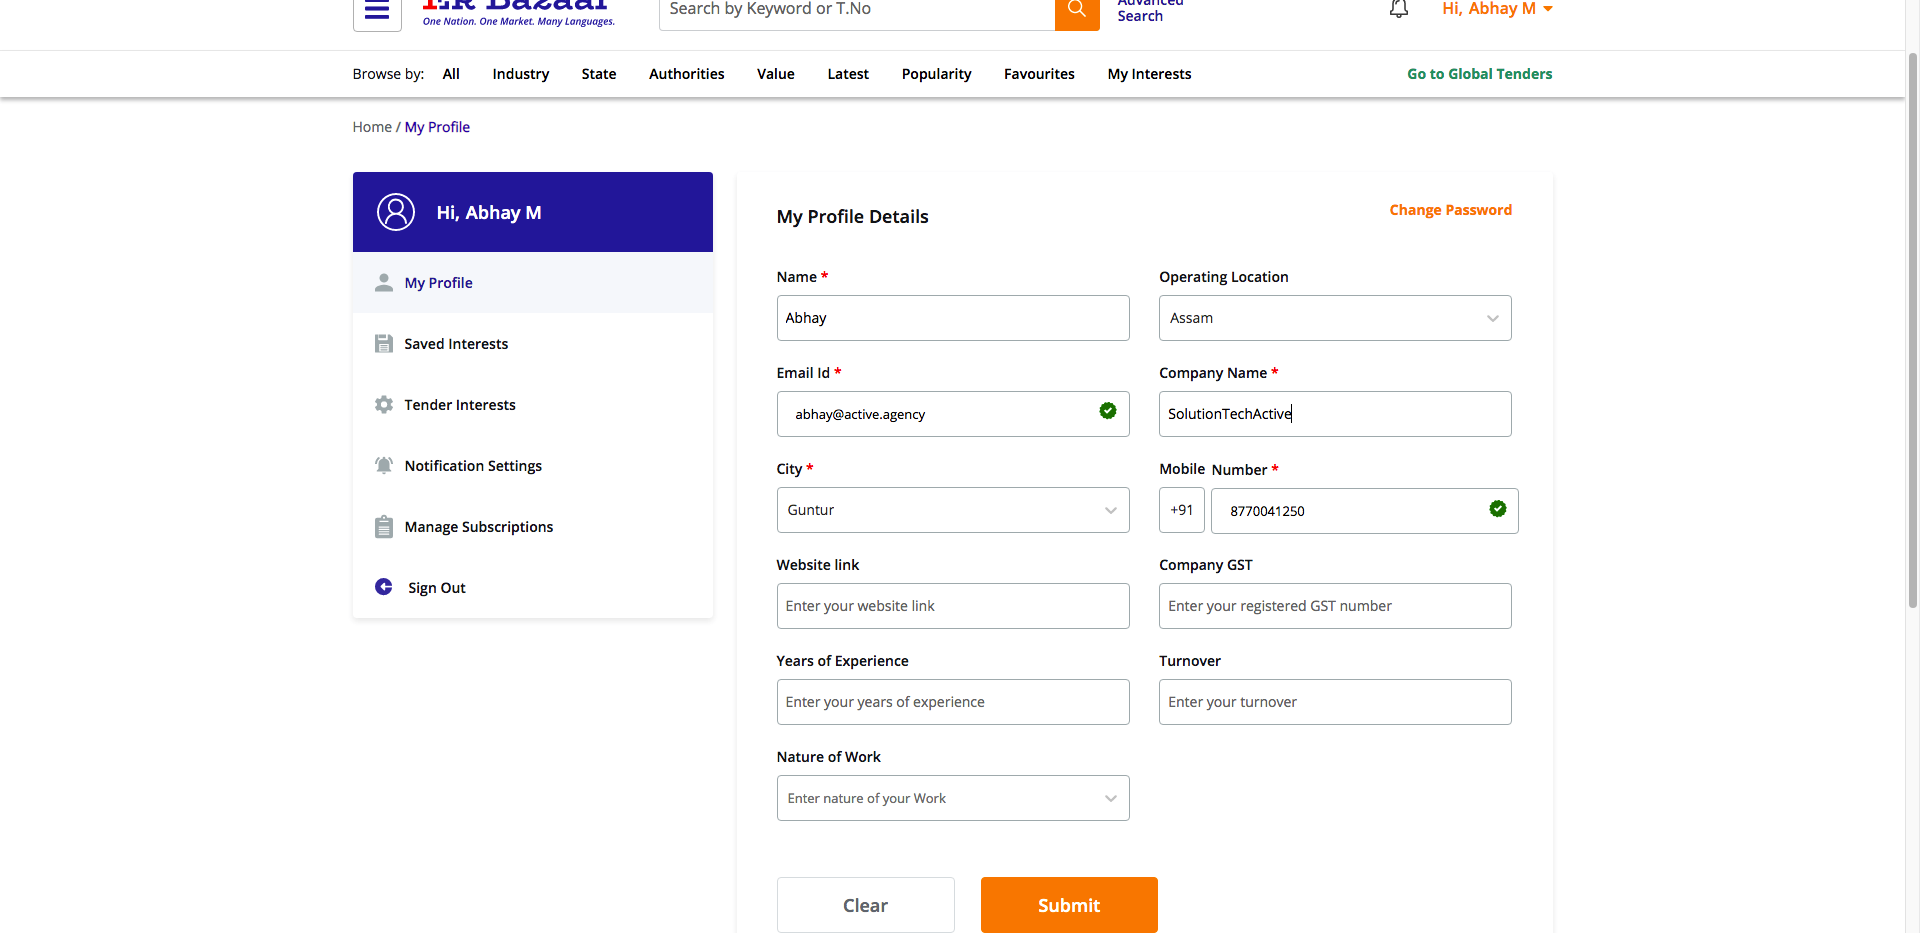 ER Bazaar
One Nation. One Market. Many Languages.
Search by Keyword or T.No
Advanced
Search
Hi, Abhay M
Browse by: All Industry State Authorities Value Latest Popularity Favourites My Interests Go to Global Tenders
Home / My Profile
Hi, Abhay M
My Profile
Saved Interests
Tender Interests
Notification Settings
Manage Subscriptions
Sign Out
My Profile Details
Change Password
Name *
Abhay
Operating Location
Assam
Email Id *
abhay@active.agency
Company Name *
SolutionTechActive
City *
Guntur
Mobile Number *
+91 8770041250
Website link
Enter your website link
Company GST
Enter your registered GST number
Years of Experience
Enter your years of experience
Turnover
Enter your turnover
Nature of Work
Enter nature of your Work
Clear
Submit